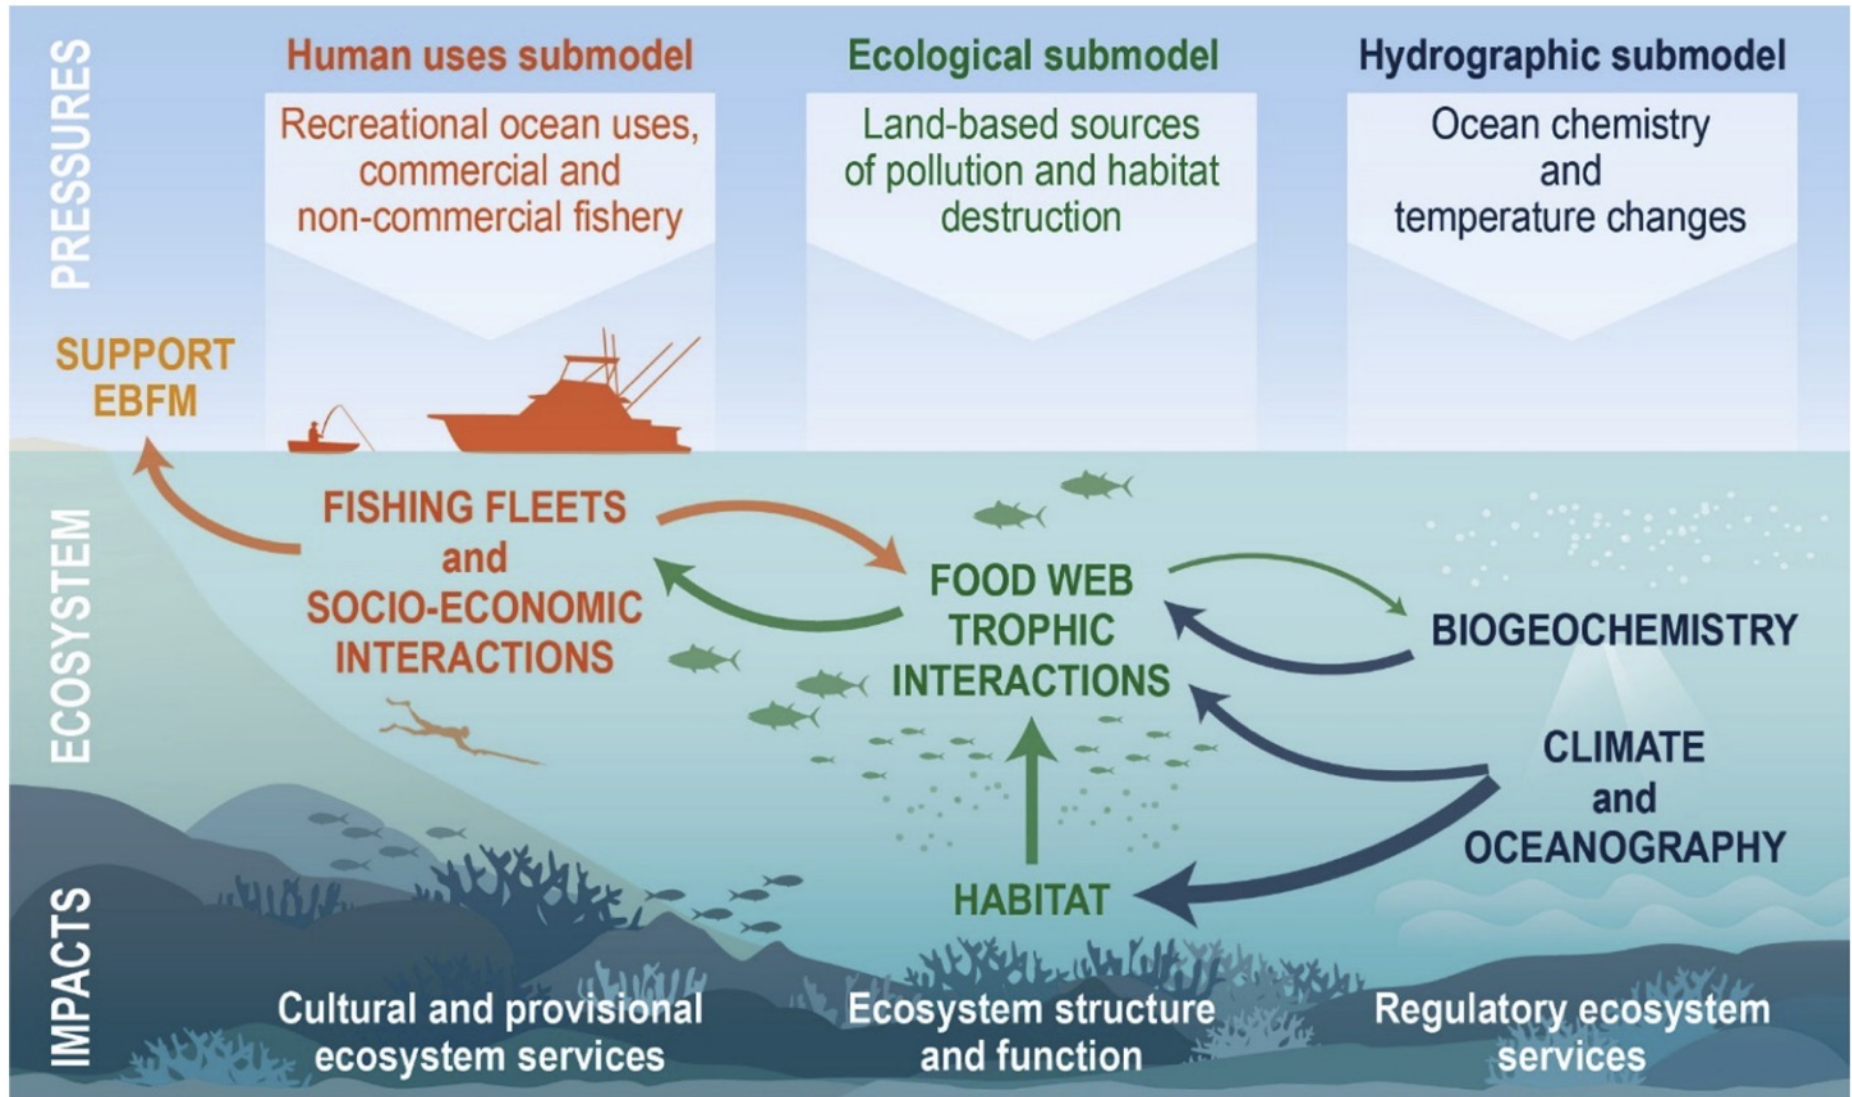 PRESSURES
Human uses submodel
Recreational ocean uses,
commercial and
non-commercial fishery
Ecological submodel
Land-based sources
of pollution and habitat
destruction
Hydrographic submodel
Ocean chemistry
and
temperature changes
SUPPORT
EBFM
ECOSYSTEM
FISHING FLEETS
and
SOCIO-ECONOMIC
INTERACTIONS
FOOD WEB
TROPHIC
INTERACTIONS
BIOGEOCHEMISTRY
CLIMATE
and
OCEANOGRAPHY
HABITAT
IMPACTS
Cultural and provisional
ecosystem services
Ecosystem structure
and function
Regulatory ecosystem
services